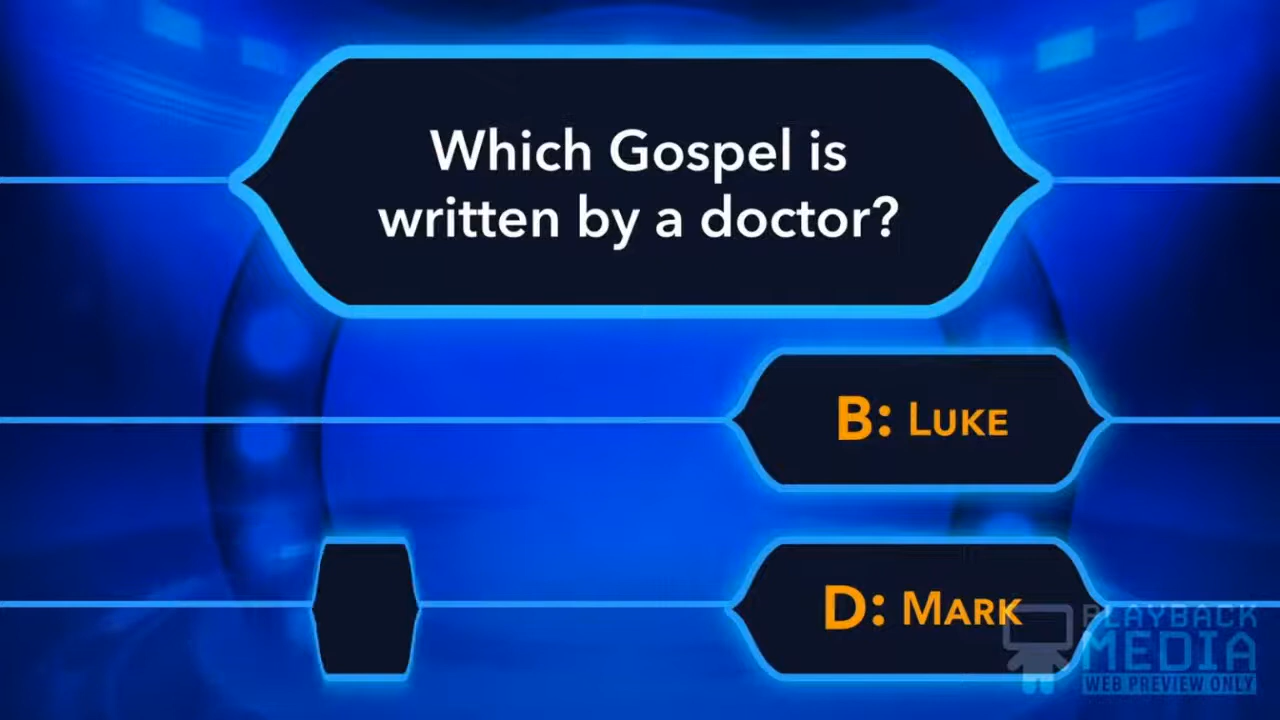 Which Gospel is
written by a doctor?
B: LUKE
D: MARK
PLAYBACK
MEDIA
WEB PREVIEW ONLY